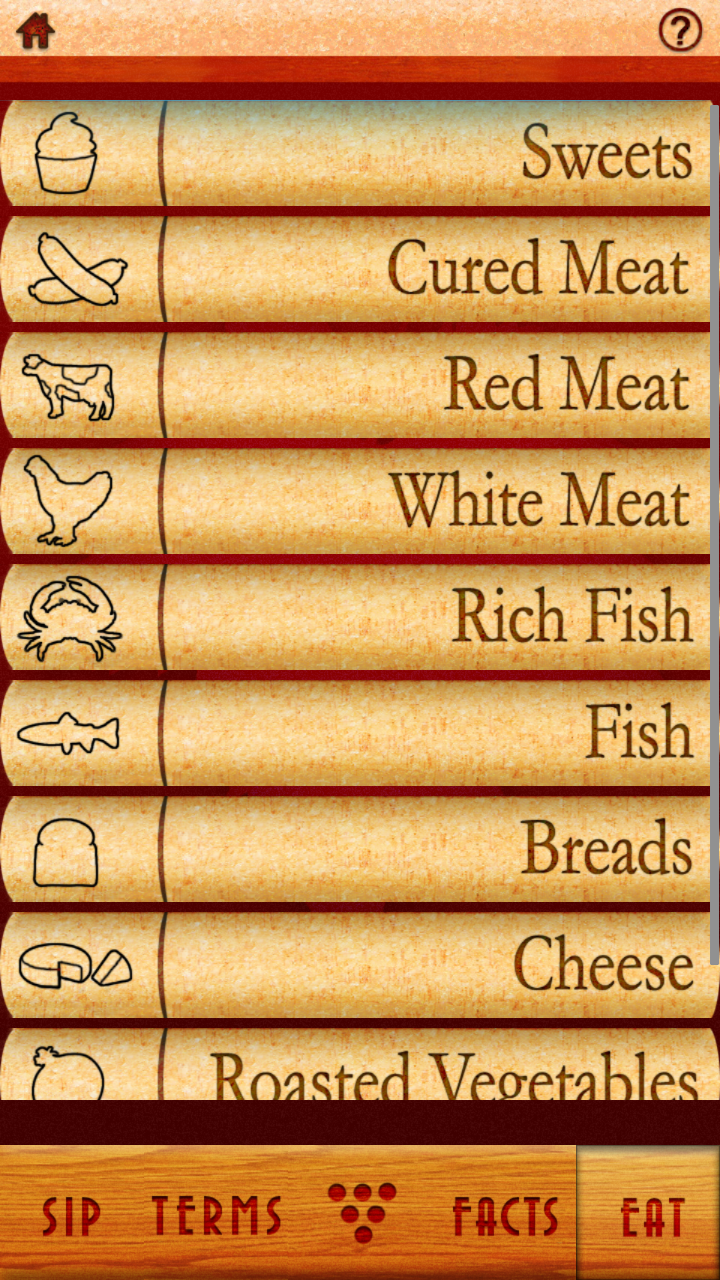 ?
Sweets
Cured Meat
Red Meat
White Meat
Rich Fish
Fish
Breads
Cheese
Roasted Vegetables
SIP TERMS FACTS EAT